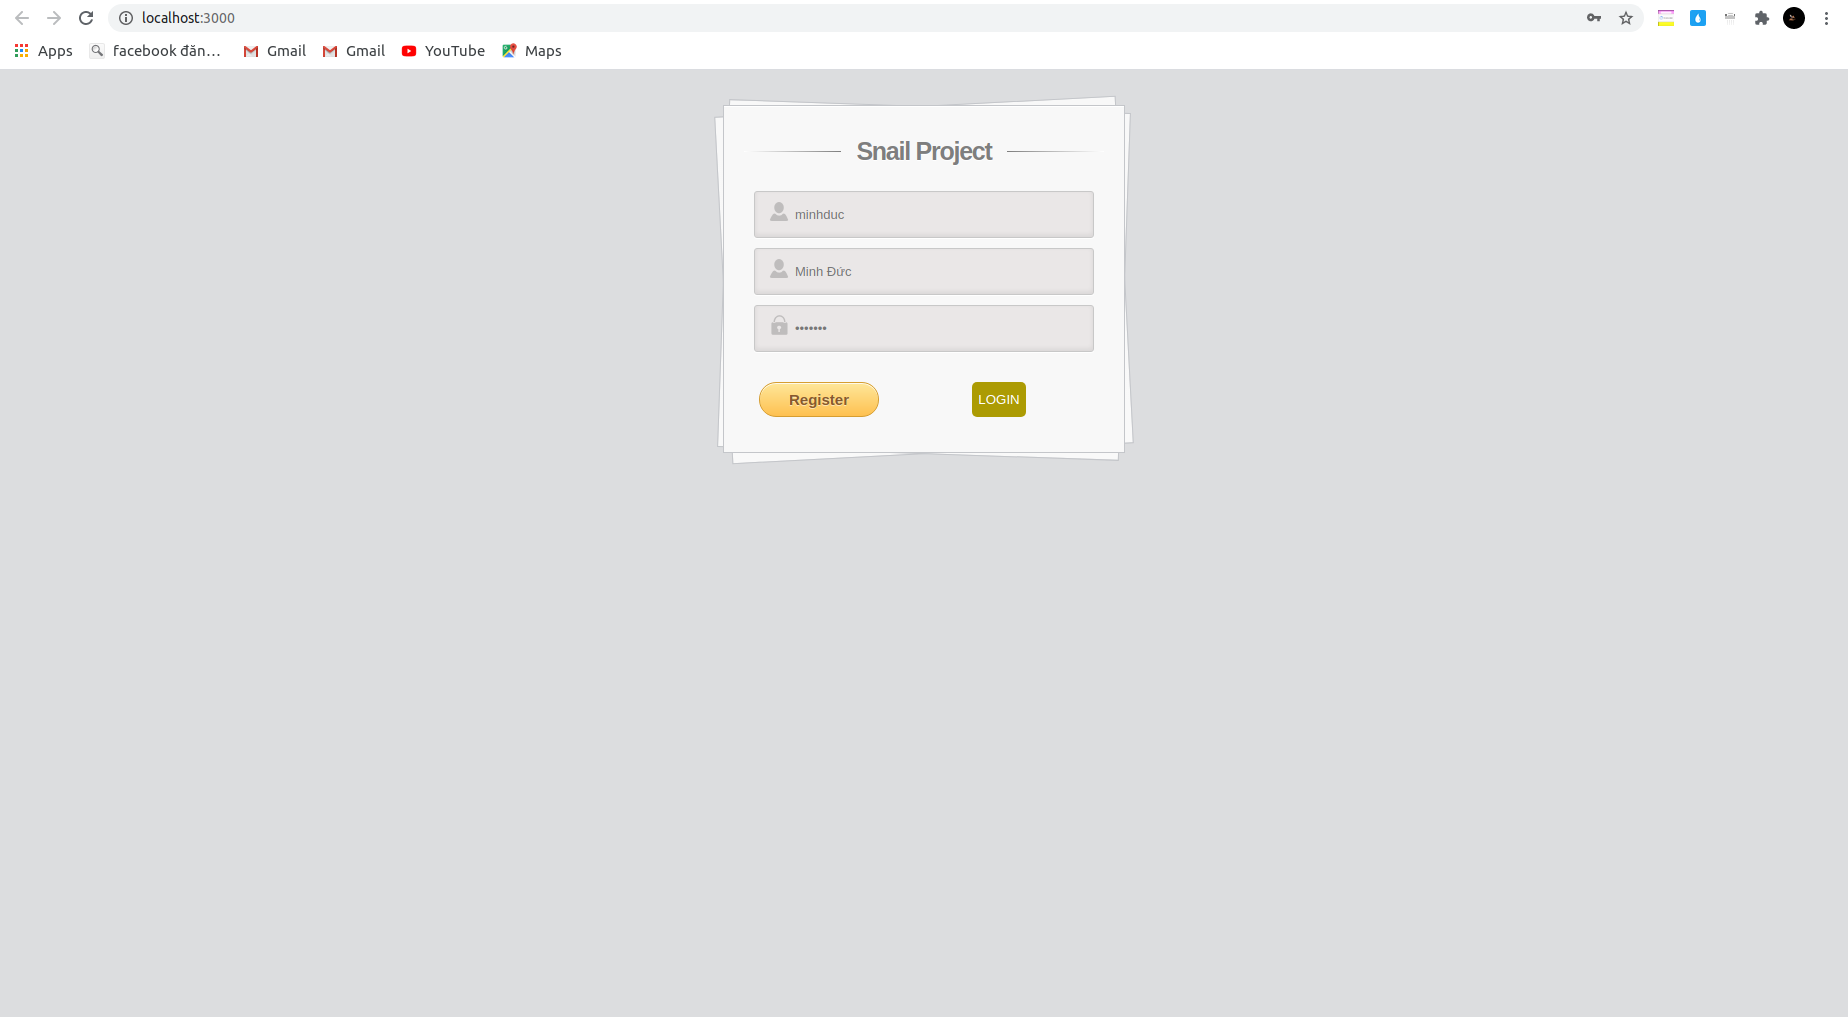 localhost:3000
Apps facebook đăn... Gmail Gmail YouTube Maps
Snail Project
minhduc
Minh Đức
•••••••
Register LOGIN